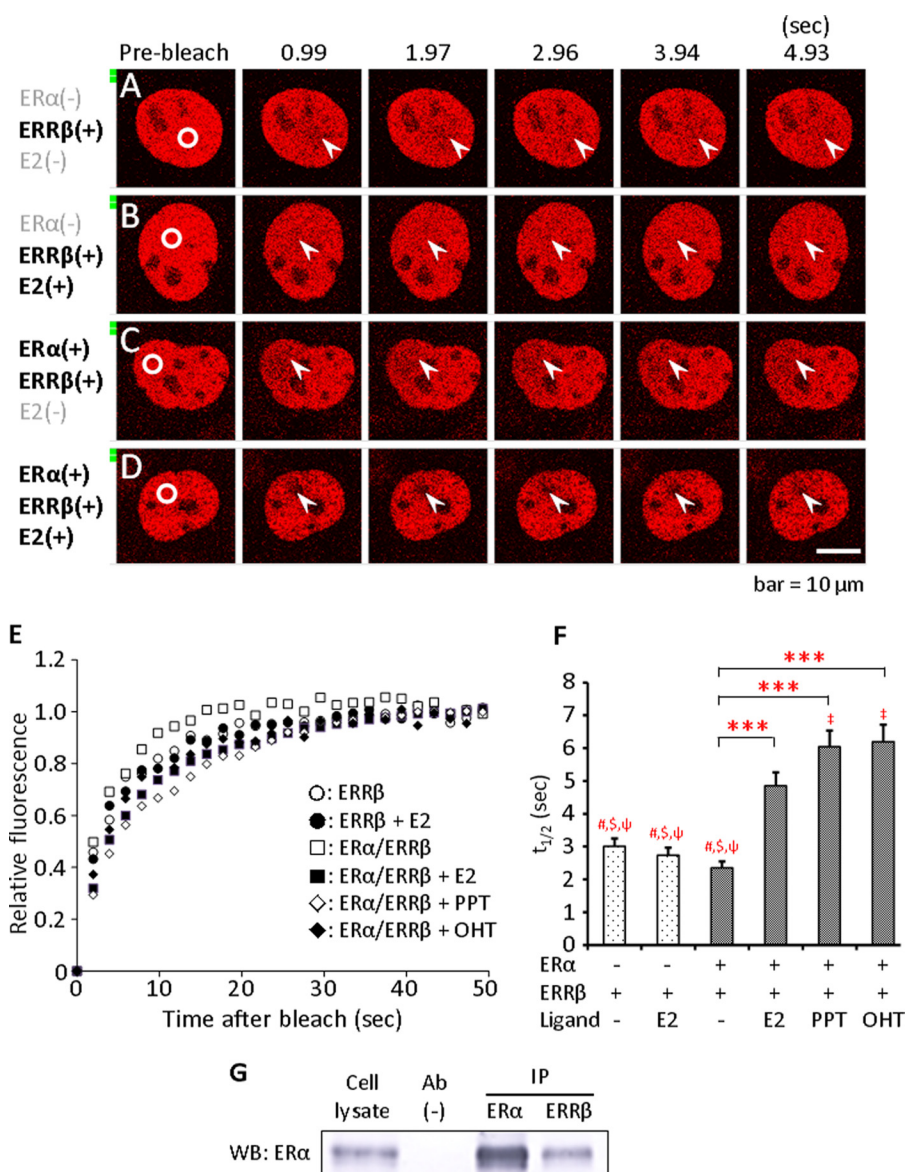 (sec)
Pre-bleach 0.99 1.97 2.96 3.94 4.93
A
ERα(-)
ERRβ(+)
E2(-)
B
ERα(-)
ERRβ(+)
E2(+)
C
ERα(+)
ERRβ(+)
E2(-)
D
ERα(+)
ERRβ(+)
E2(+)
bar = 10 µm
E
Relative fluorescence
1.2
1.0
0.8
0.6
0.4
0.2
0
0 10 20 30 40 50
Time after bleach (sec)
○: ERRβ
●: ERRβ + E2
□: ERα/ERRβ
■: ERα/ERRβ + E2
◇: ERα/ERRβ + PPT
◆: ERα/ERRβ + OHT
F
t1/2 (sec)
8
7
6
5
4
3
2
1
0
***
***
***
‡ ‡
#,$,ψ #,$,ψ #,$,ψ
ERα - - + + + +
ERRβ + + + + + +
Ligand - E2 - E2 PPT OHT
G
Cell lysate
Ab (-)
IP
ERα ERRβ
WB: ERα